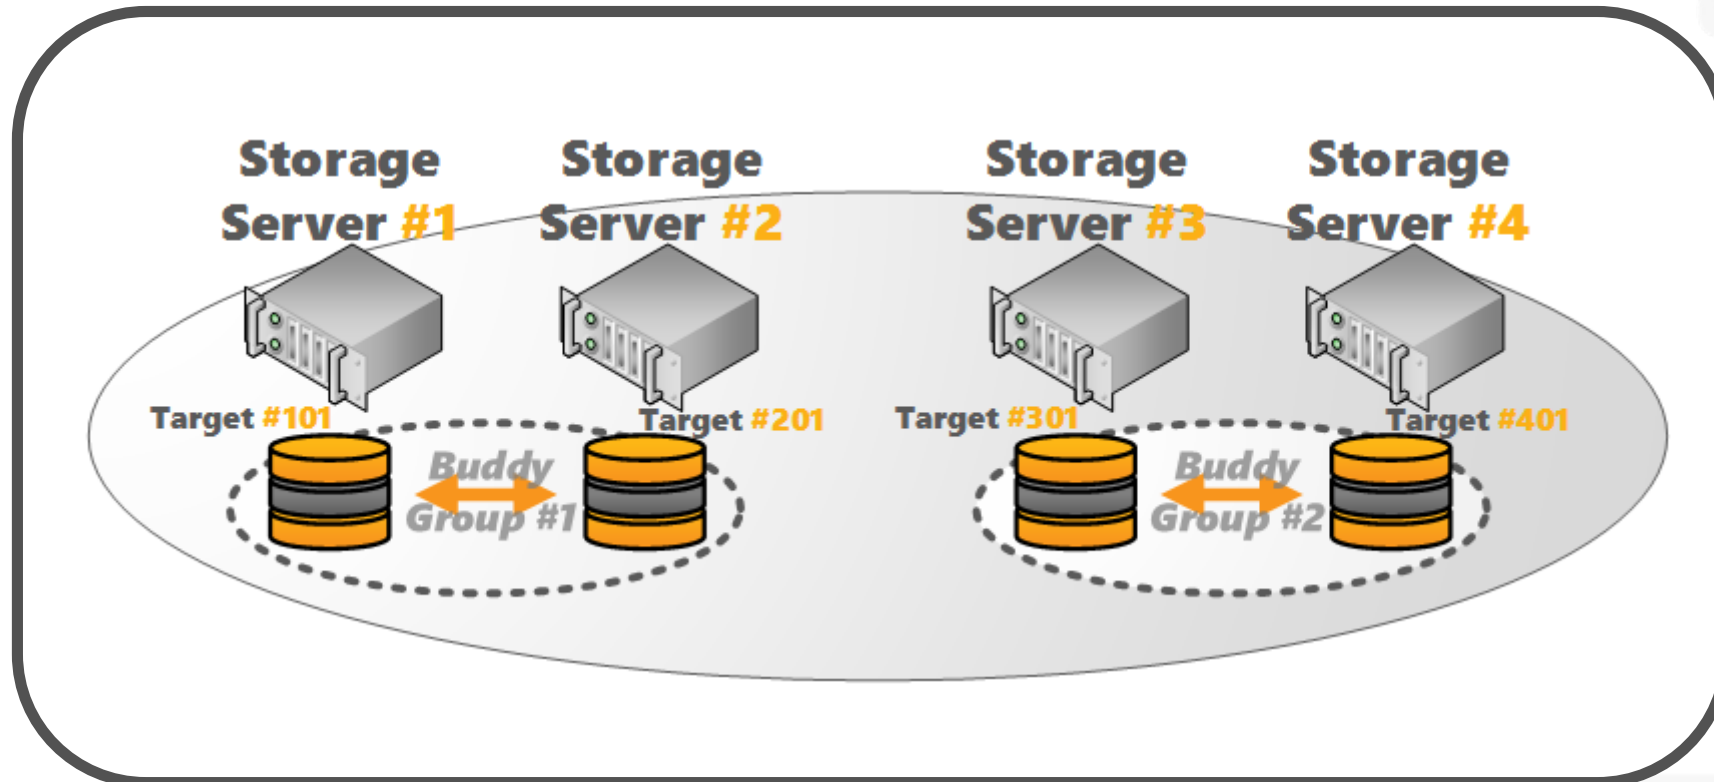 Storage
Server #1
Storage
Server #2
Storage
Server #3
Storage
Server #4
Target #101
Target #201
Target #301
Target #401
Buddy
Group #1
Buddy
Group #2